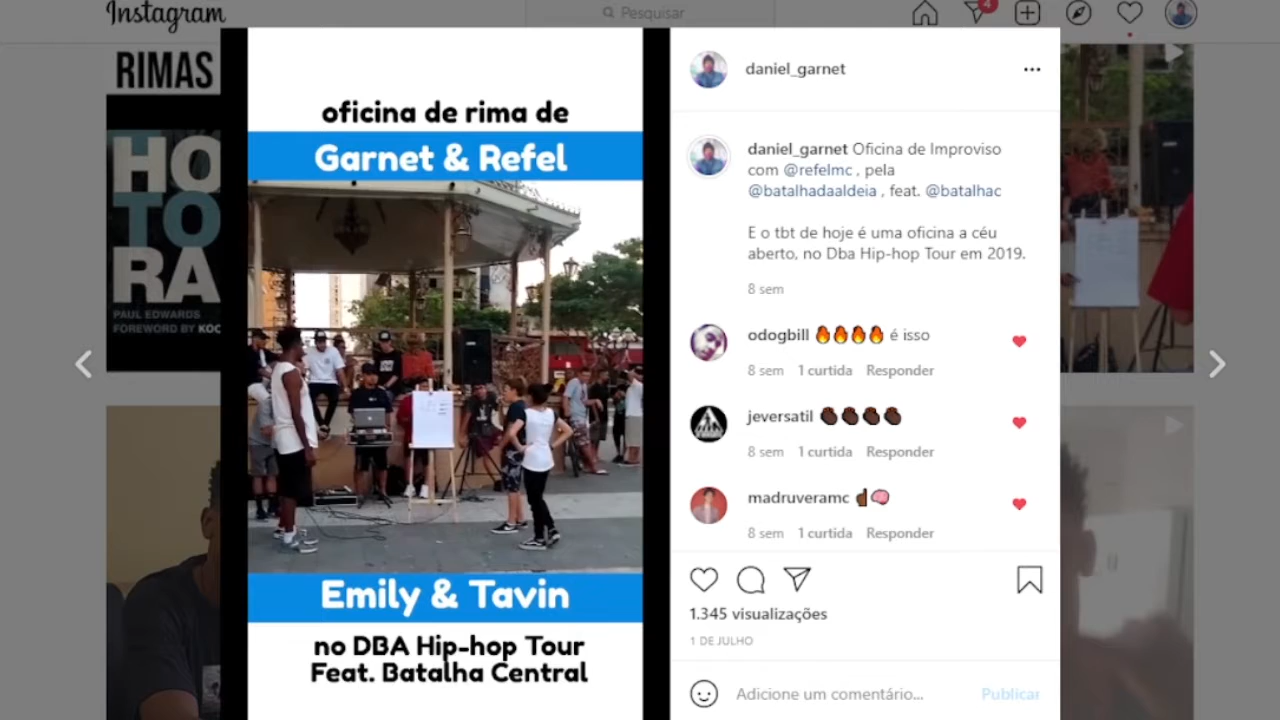 Instagram
Pesquisar
4
RIMAS
HO
TO
RA
PAUL EDWARDS
FOREWORD BY KOO
oficina de rima de
Garnet & Refel
Emily & Tavin
no DBA Hip-hop Tour
Feat. Batalha Central
daniel_garnet
daniel_garnet Oficina de Improviso
com @refelmc , pela
@batalhadaaldeia , feat. @batalhac
E o tbt de hoje é uma oficina a céu
aberto, no Dba Hip-hop Tour em 2019.
8 sem
odogbill 🔥🔥🔥🔥 é isso
8 sem 1 curtida Responder
jeversatil ✊🏿✊🏿✊🏿✊🏿
8 sem 1 curtida Responder
madruveramc ☝🏿🧠
8 sem 1 curtida Responder
1.345 visualizações
1 DE JULHO
Adicione um comentário... Publicar